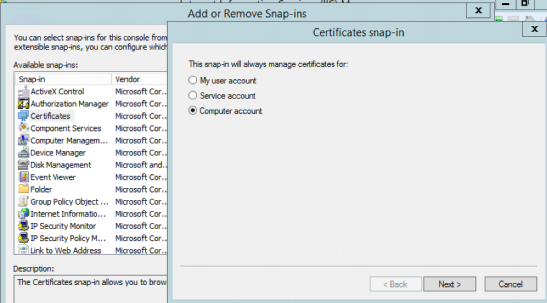 Add or Remove Snap-ins
x
Certificates snap-in
x
You can select snap-ins for this console from
extensible snap-ins, you can configure which
Available snap-ins:
Snap-in Vendor
ActiveX Control Microsoft Cor...
Authorization Manager Microsoft Cor...
Certificates Microsoft Cor...
Component Services Microsoft Cor...
Computer Managem... Microsoft Cor...
Device Manager Microsoft Cor...
Disk Management Microsoft and...
Event Viewer Microsoft Cor...
Folder Microsoft Cor...
Group Policy Object ... Microsoft Cor...
Internet Informatio... Microsoft Cor...
IP Security Monitor Microsoft Cor...
IP Security Policy M... Microsoft Cor...
Link to Web Address Microsoft Cor...
Description:
The Certificates snap-in allows you to brow
This snap-in will always manage certificates for:
My user account
Service account
Computer account
< Back Next > Cancel